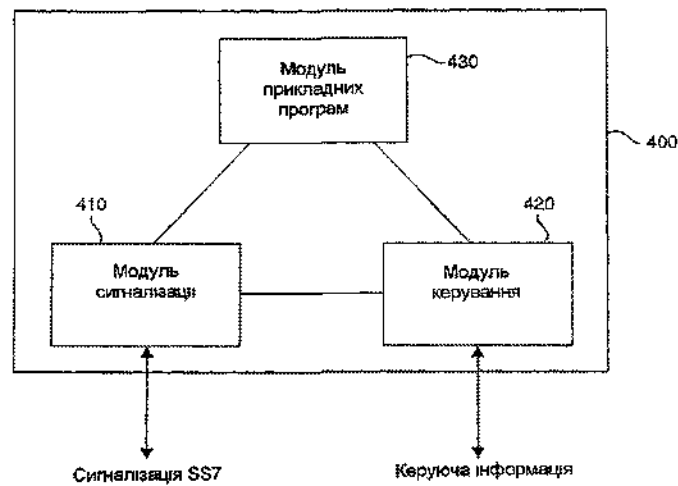 Модуль
прикладних
програм
430
400
410
420
Модуль
сигналізації
Модуль
керування
Сигналізація SS7
Керуюча інформація